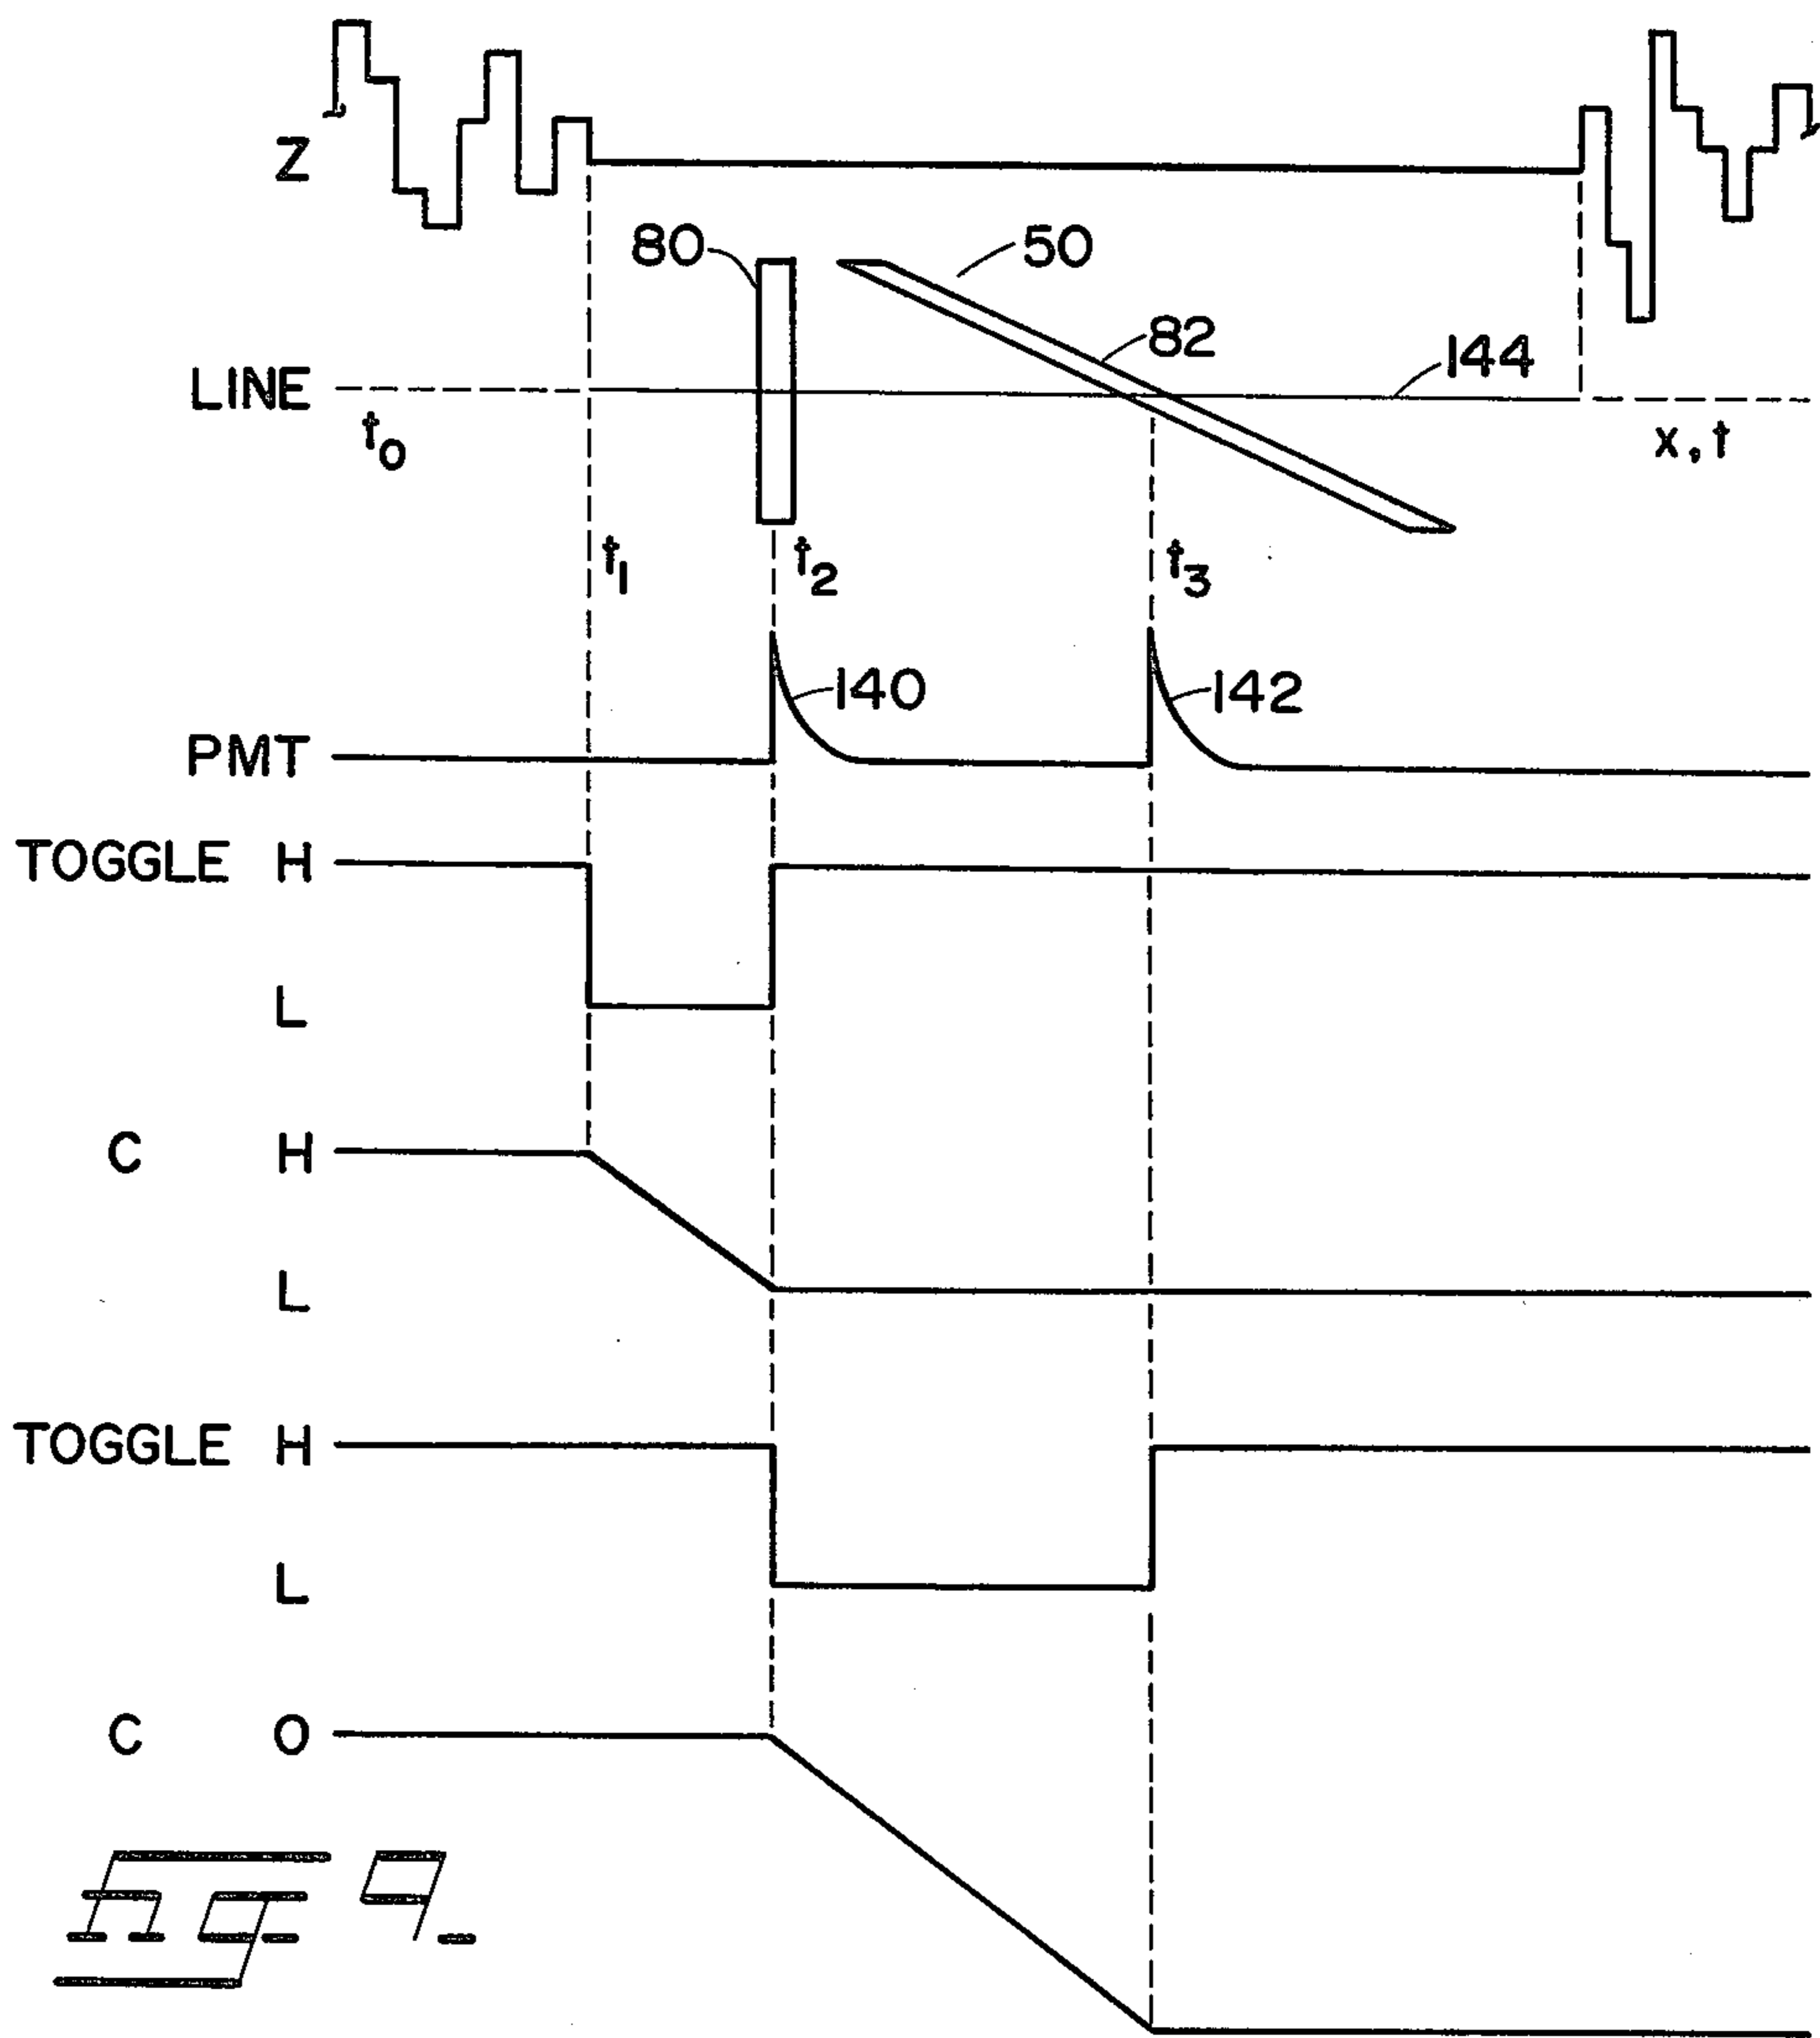 Z
80
50
82
LINE
144
t0
x, t
t1
t2
t3
140
142
PMT
TOGGLE H
L
C H
L
TOGGLE H
L
C O
FIG 9